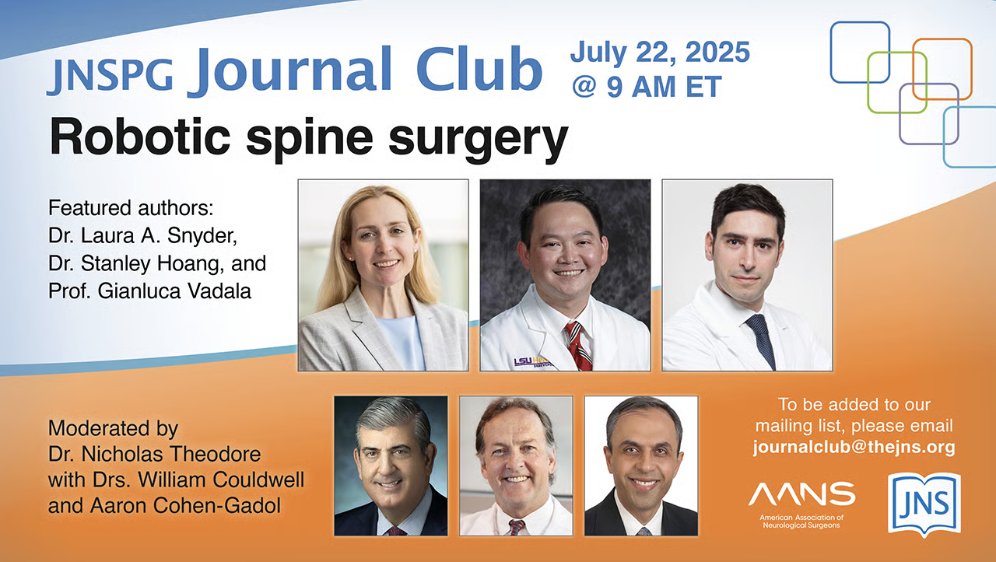 JNSPG Journal Club
July 22, 2025
@ 9 AM ET
Robotic spine surgery
Featured authors:
Dr. Laura A. Snyder,
Dr. Stanley Hoang, and
Prof. Gianluca Vadala
LSU
Moderated by
Dr. Nicholas Theodore
with Drs. William Couldwell
and Aaron Cohen-Gadol
To be added to our
mailing list, please email
journalclub@thejns.org
AANS
American Association of
Neurological Surgeons
JNS